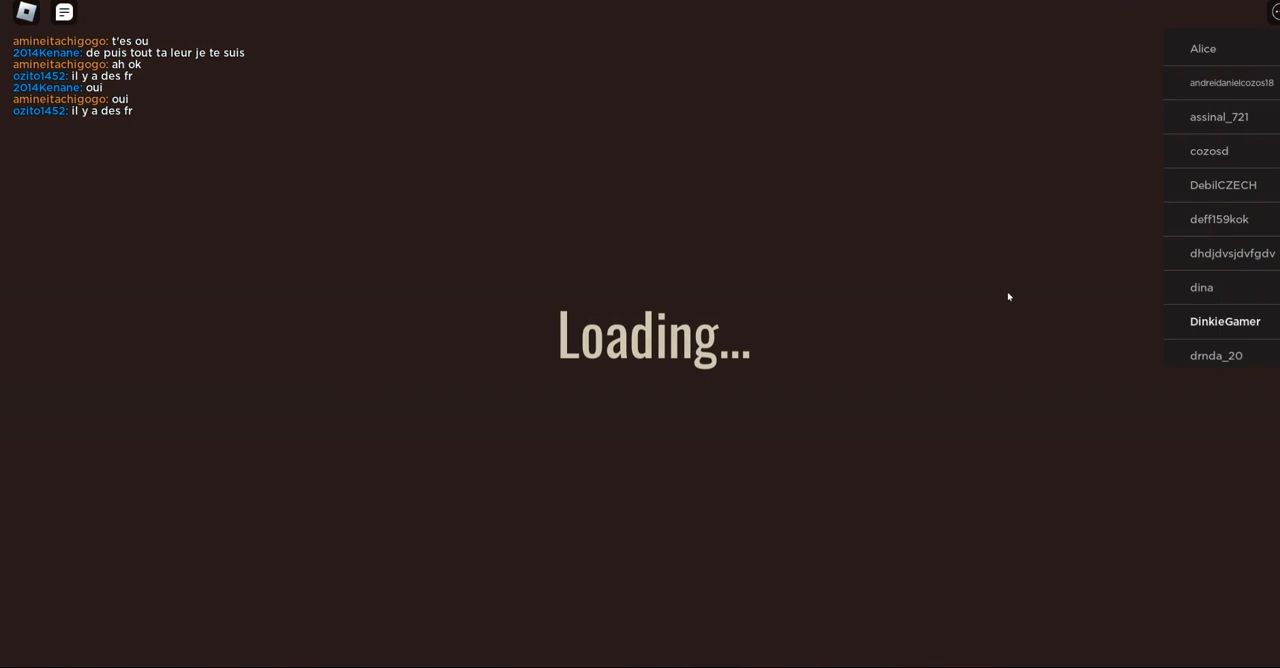 amineitachigogo: t'es ou
2014Kenane: de puis tout ta leur je te suis
amineitachigogo: ah ok
ozito1452: il y a des fr
2014Kenane: oui
amineitachigogo: oui
ozito1452: il y a des fr
Loading...
Alice
andreidanielcozos18
assinal_721
cozosd
DebilCZECH
deff159kok
dhdjdvsjdvfgdv
dina
DinkieGamer
drnda_20